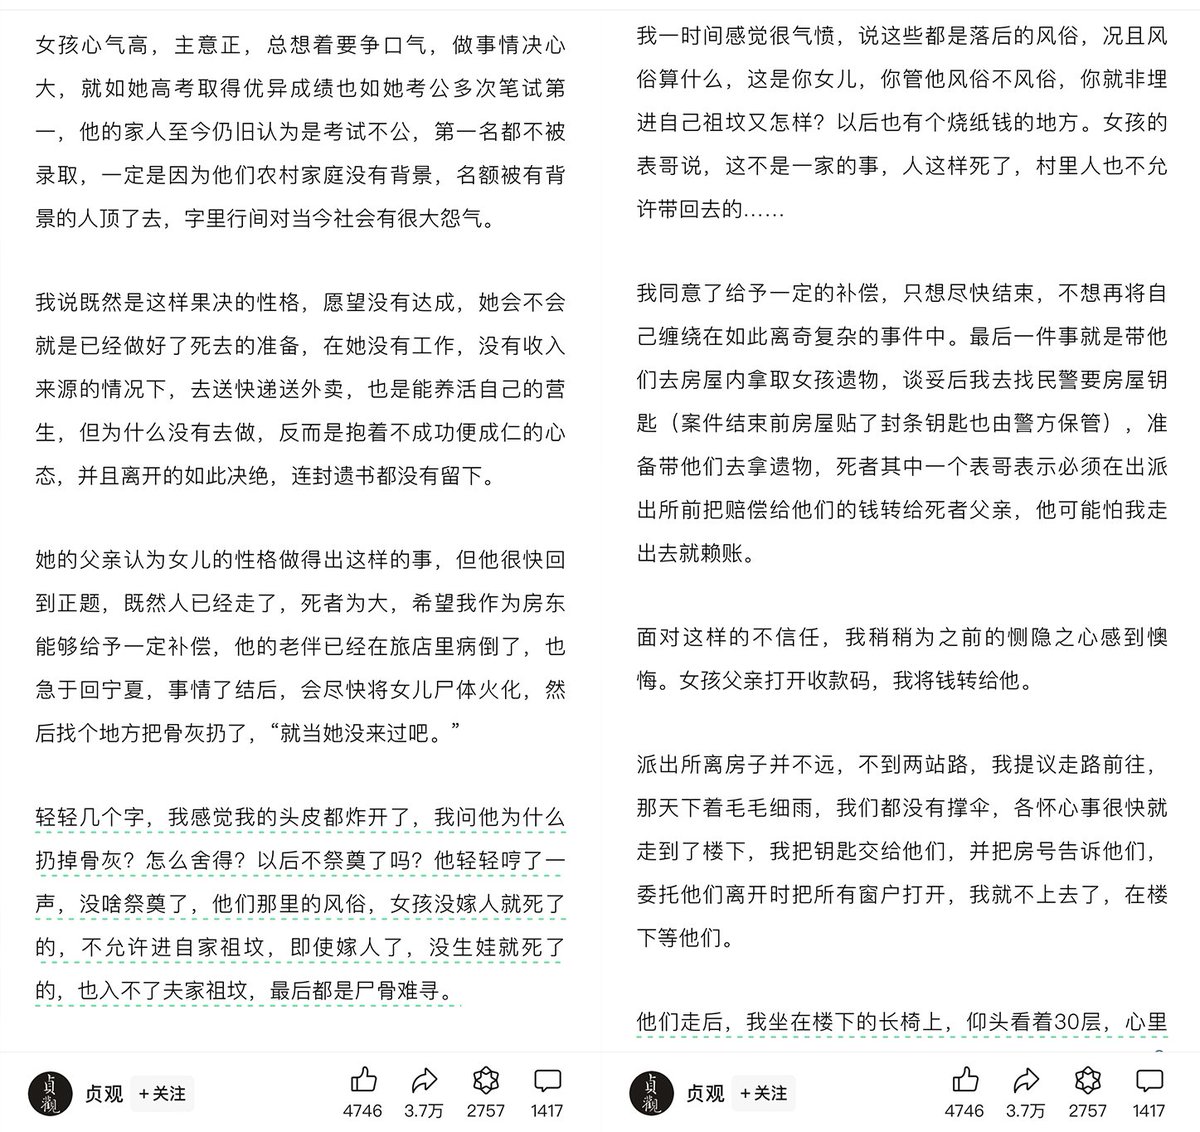 女孩心气高，主意正，总想着要争口气，做事情决心
大，就如她高考取得优异成绩也如她考公多次笔试第
一，他的家人至今仍旧认为是考试不公，第一名都不被
录取，一定是因为他们农村家庭没有背景，名额被有背
景的人顶了去，字里行间对当今社会有很大怨气。
我说既然是这样果决的性格，愿望没有达成，她会不会
就是已经做好了死去的准备，在她没有工作，没有收入
来源的情况下，去送快递送外卖，也是能养活自己的营
生，但为什么没有去做，反而是抱着不成功便成仁的心
态，并且离开的如此决绝，连封遗书都没有留下。
她的父亲认为女儿的性格做得出这样的事，但他很快回
到正题，既然人已经走了，死者为大，希望我作为房东
能够给予一定补偿，他的老伴已经在旅店里病倒了，也
急于回宁夏，事情了结后，会尽快将女儿尸体火化，然
后找个地方把骨灰扔了，“就当她没来过吧。”
轻轻几个字，我感觉我的头皮都炸开了，我问他为什么
扔掉骨灰？怎么舍得？以后不祭奠了吗？他轻轻哼了一
声，没啥祭奠了，他们那里的风俗，女孩没嫁人就死了
的，不允许进自家祖坟，即使嫁人了，没生娃就死了
的，也入不了夫家祖坟，最后都是尸骨难寻。
贞觀
贞观
+关注
4746
3.7万
2757
1417
我一时间感觉很气愤，说这些都是落后的风俗，况且风
俗算什么，这是你女儿，你管他风俗不风俗，你就非埋
进自己祖坟又怎样？以后也有个烧纸钱的地方。女孩的
表哥说，这不是一家的事，人这样死了，村里人也不允
许带回去的……
我同意了给予一定的补偿，只想尽快结束，不想再将自
己缠绕在如此离奇复杂的事件中。最后一件事就是带他
们去房屋内拿取女孩遗物，谈妥后我去找民警要房屋钥
匙（案件结束前房屋贴了封条钥匙也由警方保管），准
备带他们去拿遗物，死者其中一个表哥表示必须在出派
出所前把赔偿给他们的钱转给死者父亲，他可能怕我走
出去就赖账。
面对这样的不信任，我稍稍为之前的恻隐之心感到懊
悔。女孩父亲打开收款码，我将钱转给他。
派出所离房子并不远，不到两站路，我提议走路前往，
那天下着毛毛细雨，我们都没有撑伞，各怀心事很快就
走到了楼下，我把钥匙交给他们，并把房号告诉他们，
委托他们离开时把所有窗户打开，我就不上去了，在楼
下等他们。
他们走后，我坐在楼下的长椅上，仰头看着30层，心里
贞觀
贞观
+关注
4746
3.7万
2757
1417